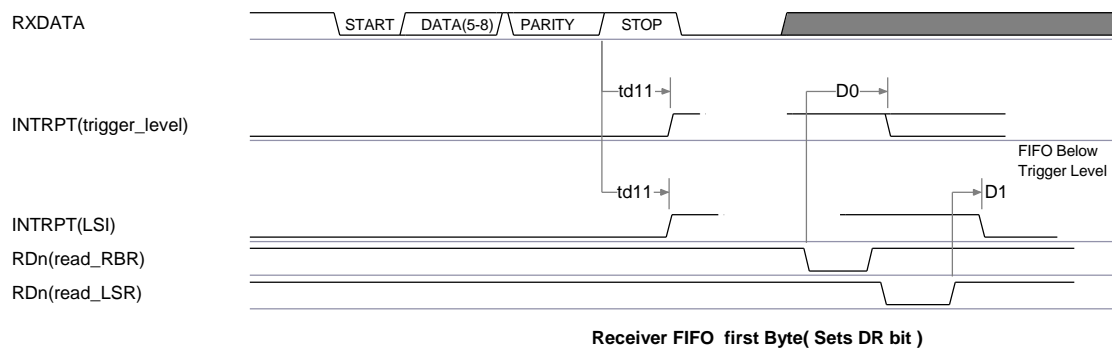 RXDATA
START DATA(5-8) PARITY STOP
td11 D0
INTRPT(trigger_level)
FIFO Below
Trigger Level
td11 D1
INTRPT(LSI)
RDn(read_RBR)
RDn(read_LSR)
Receiver FIFO first Byte( Sets DR bit )